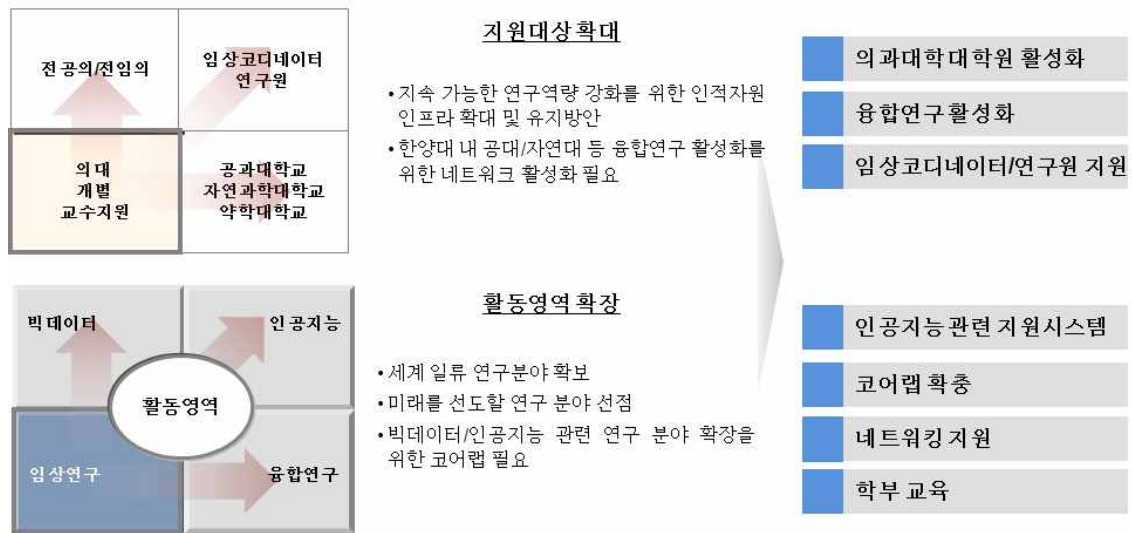 전공의/전임의
임상코디네이터
연구원
의대
개별
교수지원
공과대학교
자연과학대학교
약학대학교
지원대상확대
•지속 가능한 연구역량 강화를 위한 인적자원
인프라 확대 및 유지방안
•한양대 내 공대/자연대 등 융합연구 활성화를
위한 네트워크 활성화 필요
의과대학대학원 활성화
융합연구활성화
임상코디네이터/연구원 지원
빅데이터
인공지능
활동영역
임상연구
융합연구
활동영역 확장
•세계 일류 연구분야 확보
•미래를 선도할 연구 분야 선점
•빅데이터/인공지능 관련 연구 분야 확장을
위한 코어랩 필요
인공지능관련 지원시스템
코어랩 확충
네트워킹지원
학부 교육